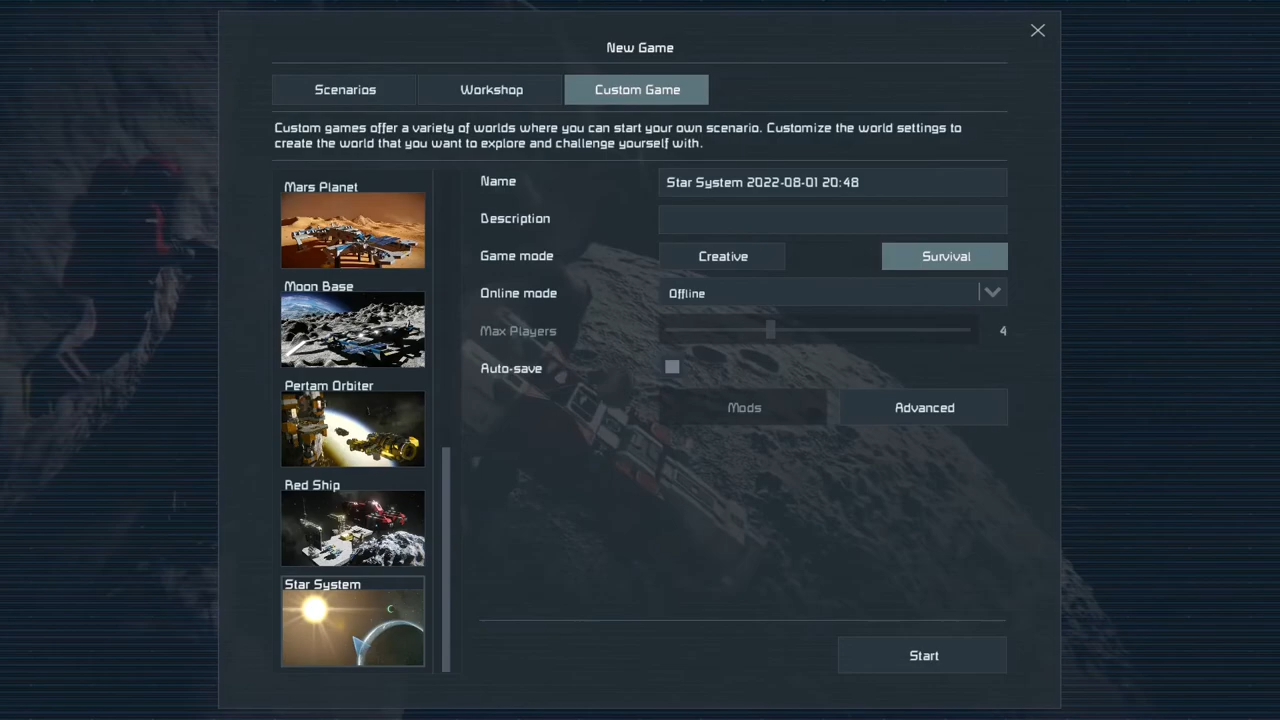 New Game
Scenarios
Workshop
Custom Game
Custom games offer a variety of worlds where you can start your own scenario. Customize the world settings to
create the world that you want to explore and challenge yourself with.
Mars Planet
Moon Base
Pertam Orbiter
Red Ship
Star System
Name
Star System 2022-08-01 20:48
Description
Game mode
Creative
Survival
Online mode
Offline
Max Players
4
Auto-save
Mods
Advanced
Start